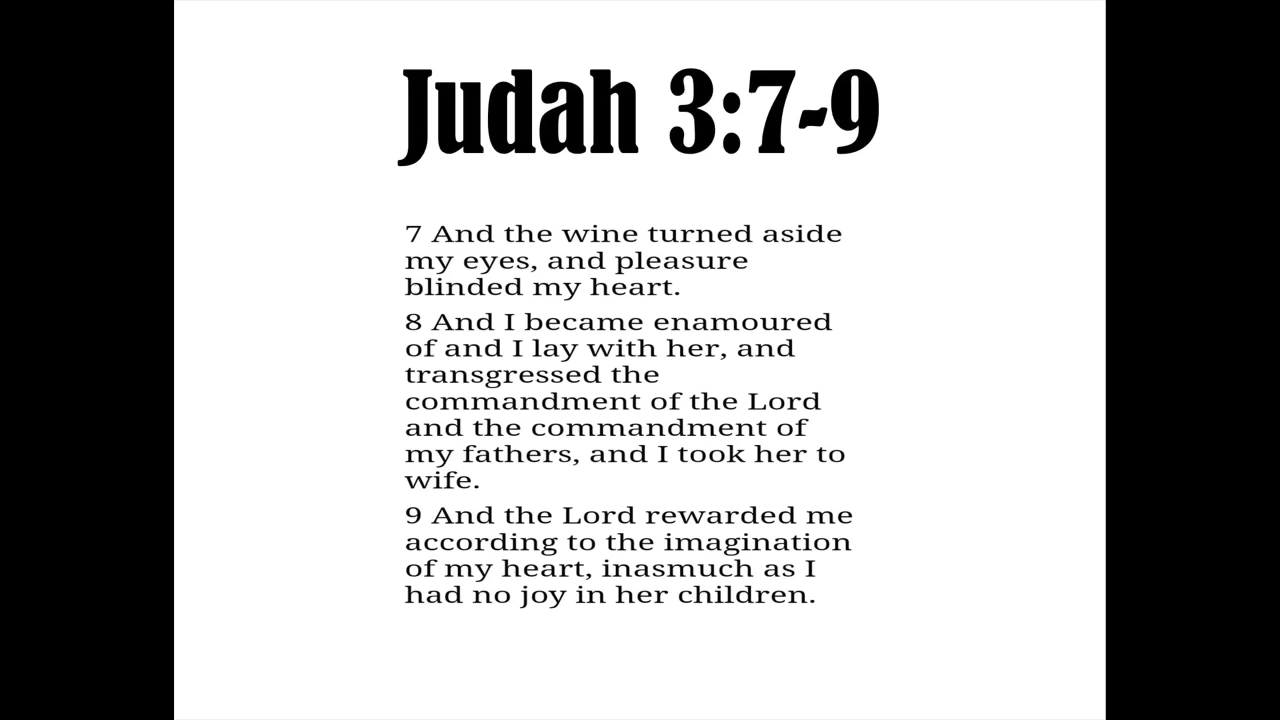 Judah 3:7-9
7 And the wine turned aside
my eyes, and pleasure
blinded my heart.
8 And I became enamoured
of and I lay with her, and
transgressed the
commandment of the Lord
and the commandment of
my fathers, and I took her to
wife.
9 And the Lord rewarded me
according to the imagination
of my heart, inasmuch as I
had no joy in her children.